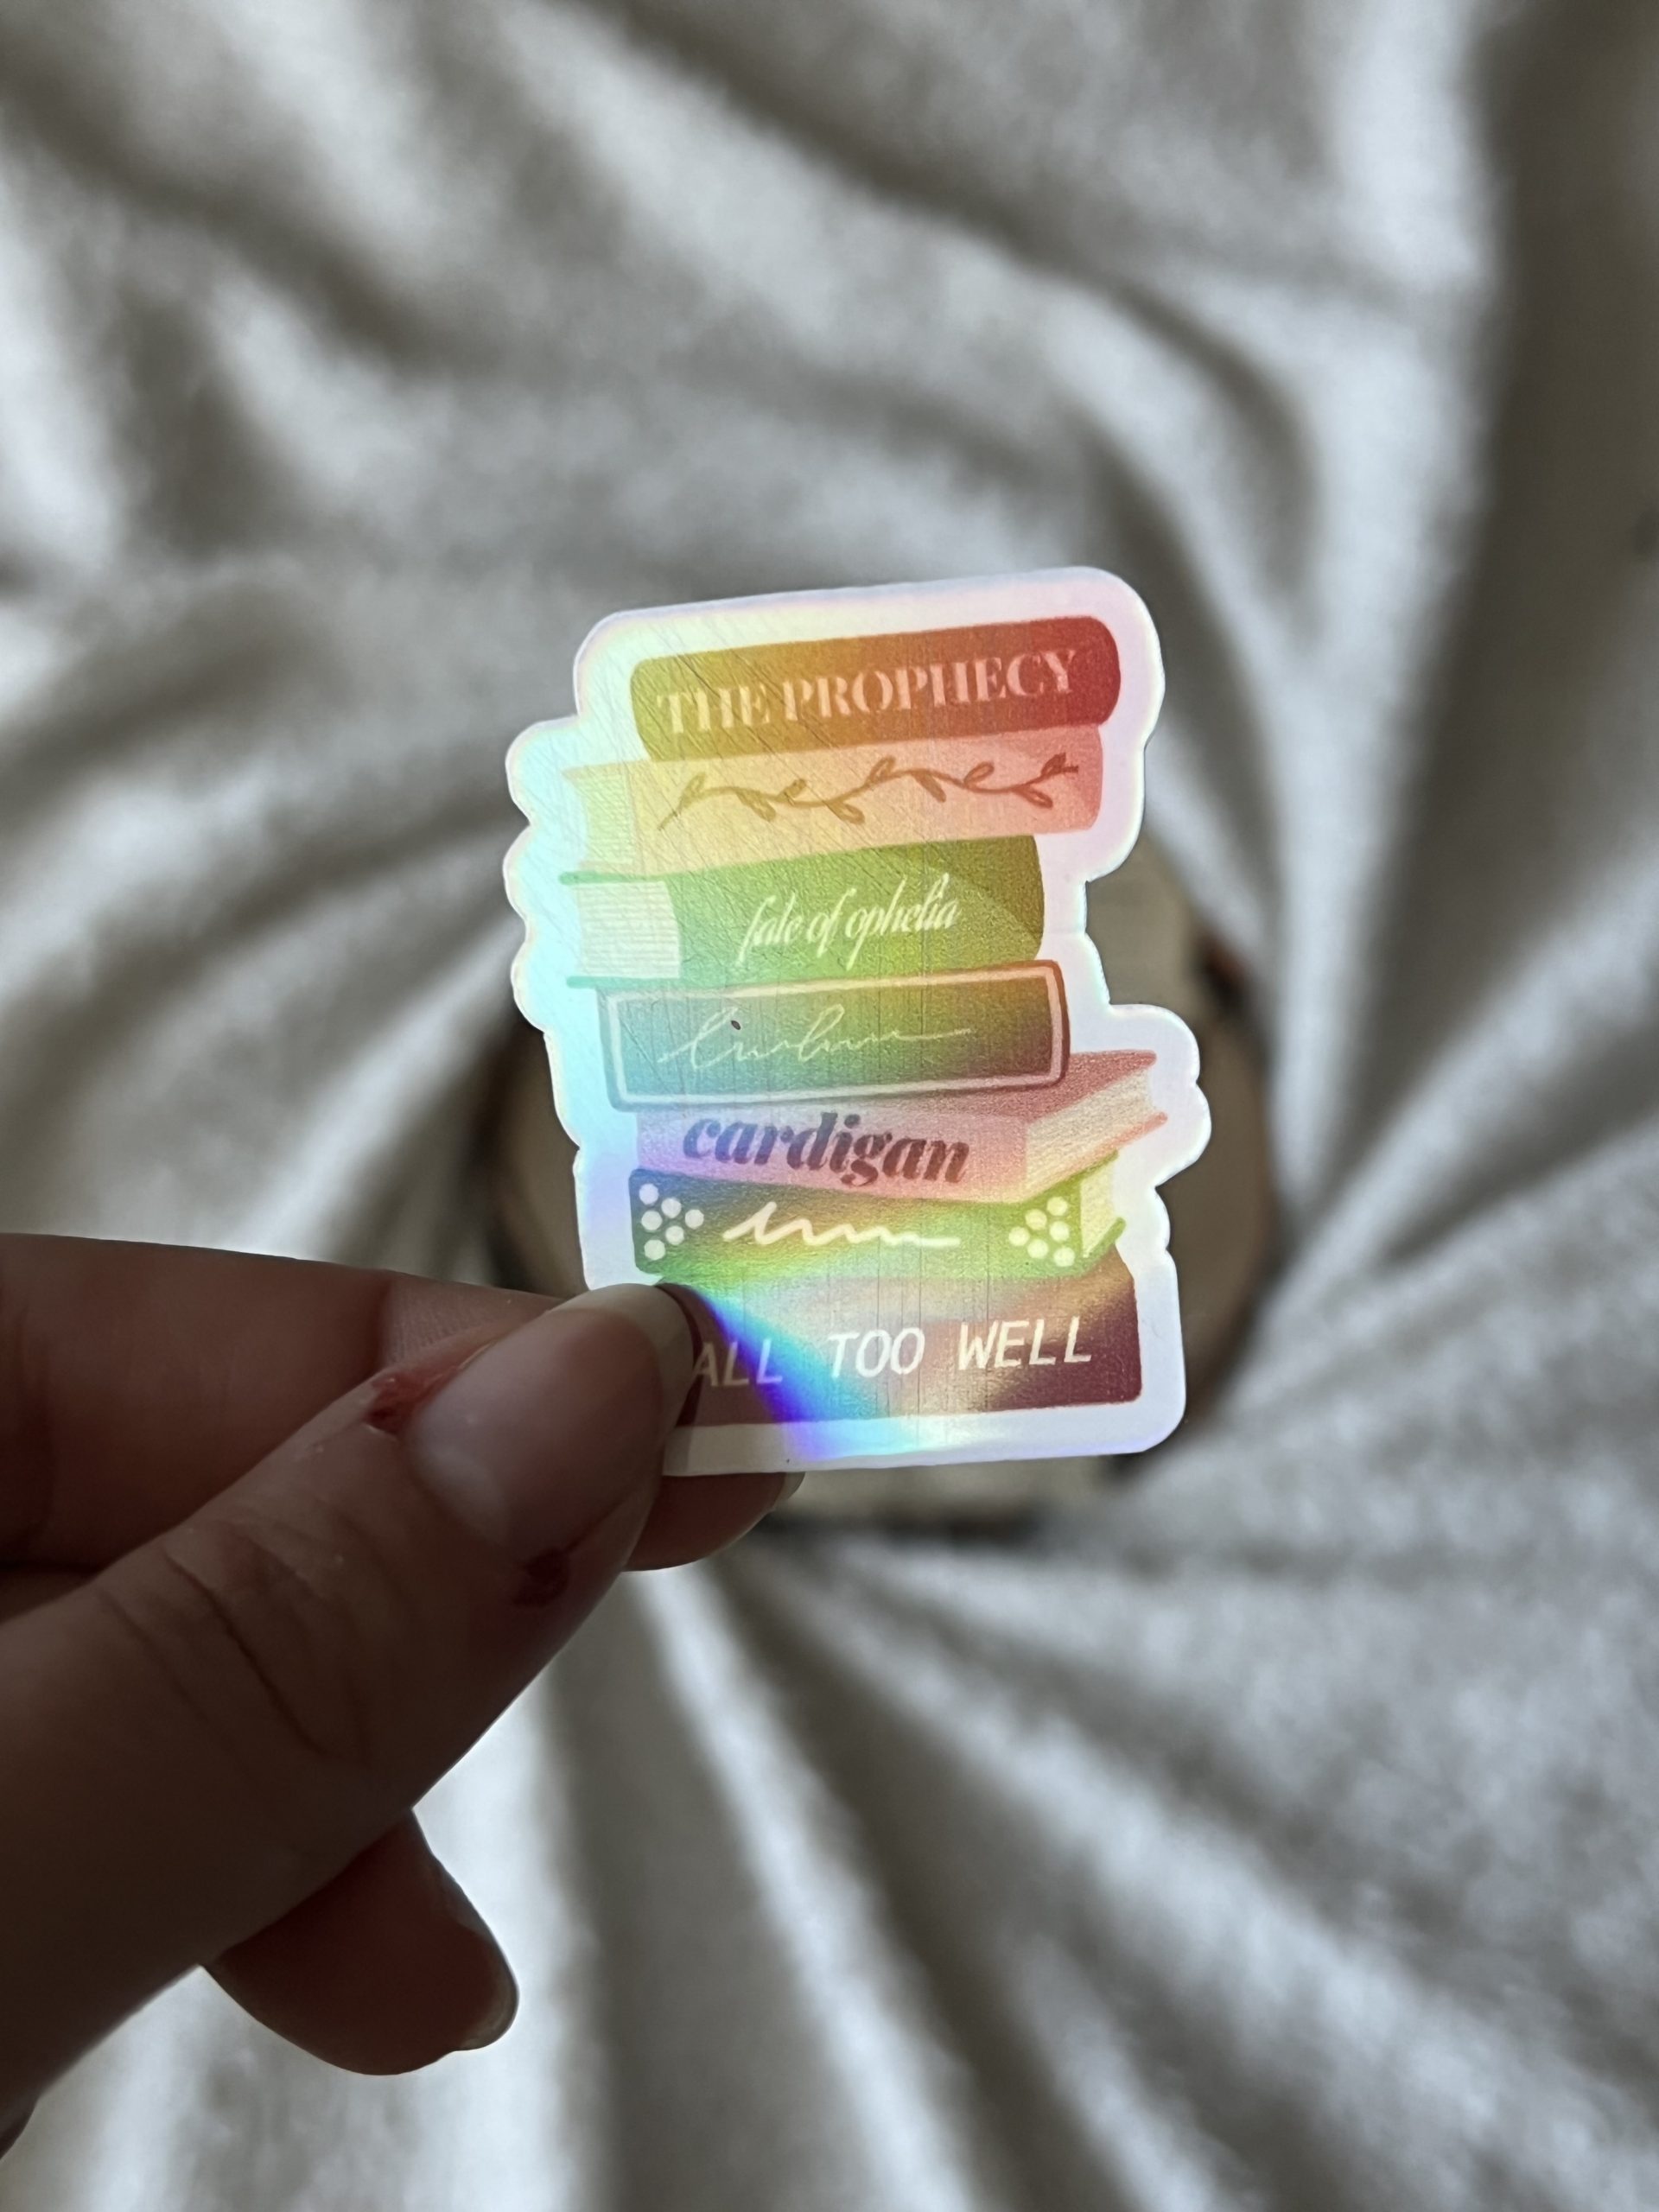 THE PROPHECY
fate of ophelia
cardigan
ALL TOO WELL